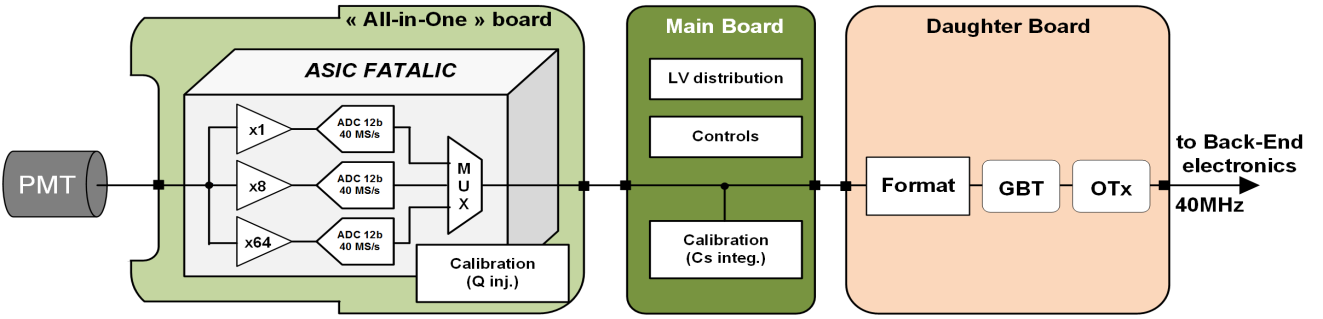 « All-in-One » board
ASIC FATALIC
PMT
x1
ADC 12b
40 MS/s
x8
ADC 12b
40 MS/s
x64
ADC 12b
40 MS/s
M
U
X
Calibration
(Q inj.)
Main Board
LV distribution
Controls
Calibration
(Cs integ.)
Daughter Board
Format
GBT
OTx
to Back-End
electronics
40MHz